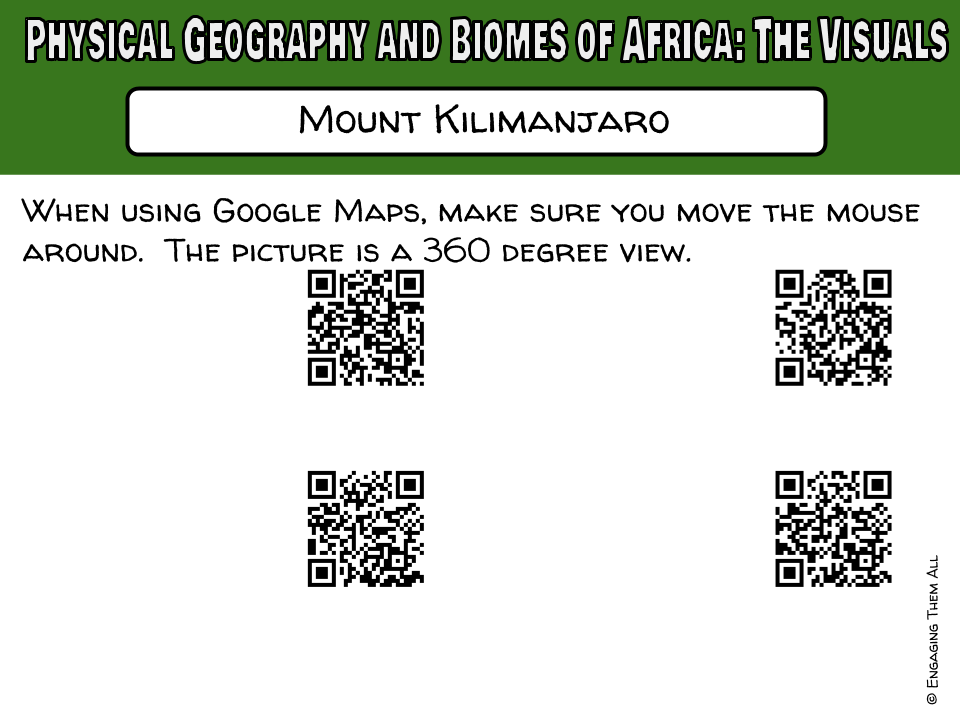 Physical Geography and Biomes of Africa: The Visuals
Mount Kilimanjaro
When using Google Maps, make sure you move the mouse
around. The picture is a 360 degree view.
© Engaging Them All